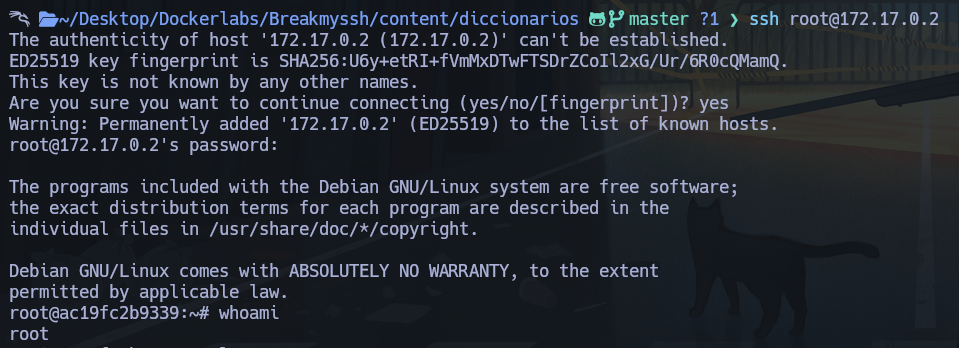 ~/Desktop/Dockerlabs/Breakmyssh/content/diccionarios master ?1 ❯ ssh root@172.17.0.2
The authenticity of host '172.17.0.2 (172.17.0.2)' can't be established.
ED25519 key fingerprint is SHA256:U6y+etRI+fVmMxDTwFTSDrZCoIl2xG/Ur/6R0cQMamQ.
This key is not known by any other names.
Are you sure you want to continue connecting (yes/no/[fingerprint])? yes
Warning: Permanently added '172.17.0.2' (ED25519) to the list of known hosts.
root@172.17.0.2's password:
The programs included with the Debian GNU/Linux system are free software;
the exact distribution terms for each program are described in the
individual files in /usr/share/doc/*/copyright.
Debian GNU/Linux comes with ABSOLUTELY NO WARRANTY, to the extent
permitted by applicable law.
root@ac19fc2b9339:~# whoami
root